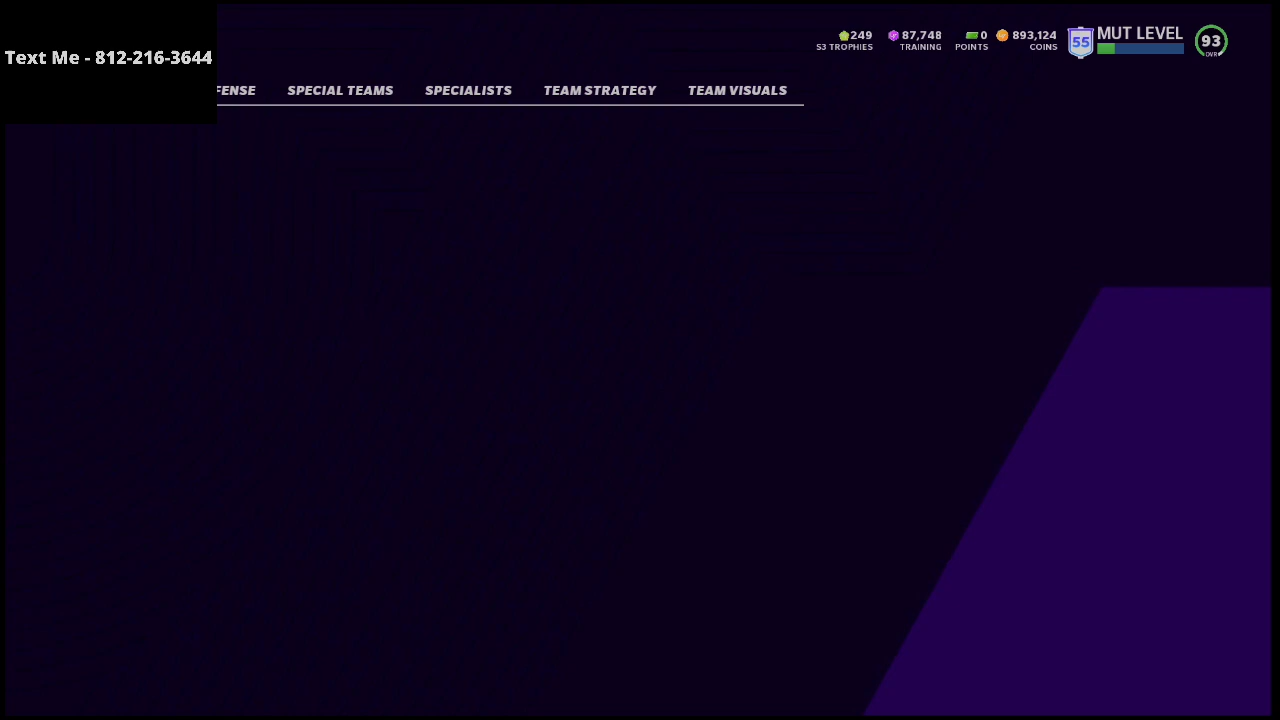 Text Me - 812-216-3644
249
S3 TROPHIES
87,748
TRAINING
0
POINTS
893,124
COINS
55
MUT LEVEL
93
OVR
FENSE
SPECIAL TEAMS
SPECIALISTS
TEAM STRATEGY
TEAM VISUALS